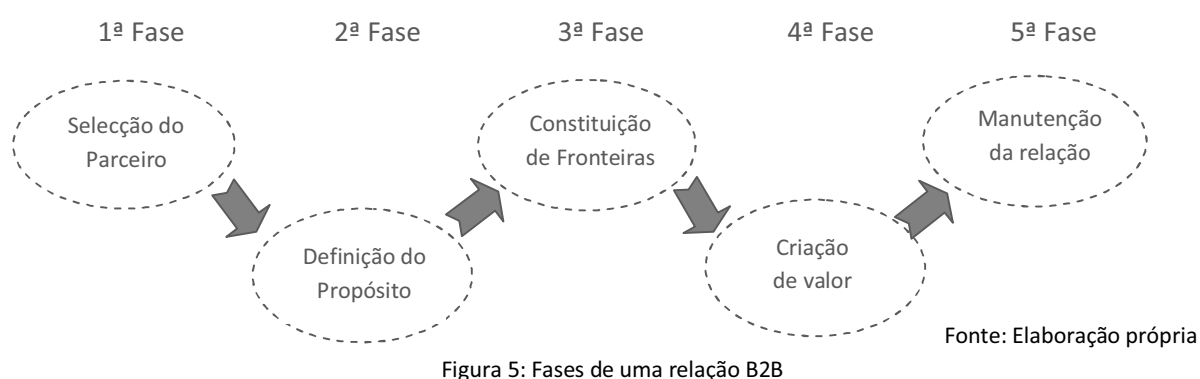 1ª Fase
2ª Fase
3ª Fase
4ª Fase
5ª Fase
Selecção do
Parceiro
Definição do
Propósito
Constituição
de Fronteiras
Criação
de valor
Manutenção
da relação
Fonte: Elaboração própria
Figura 5: Fases de uma relação B2B